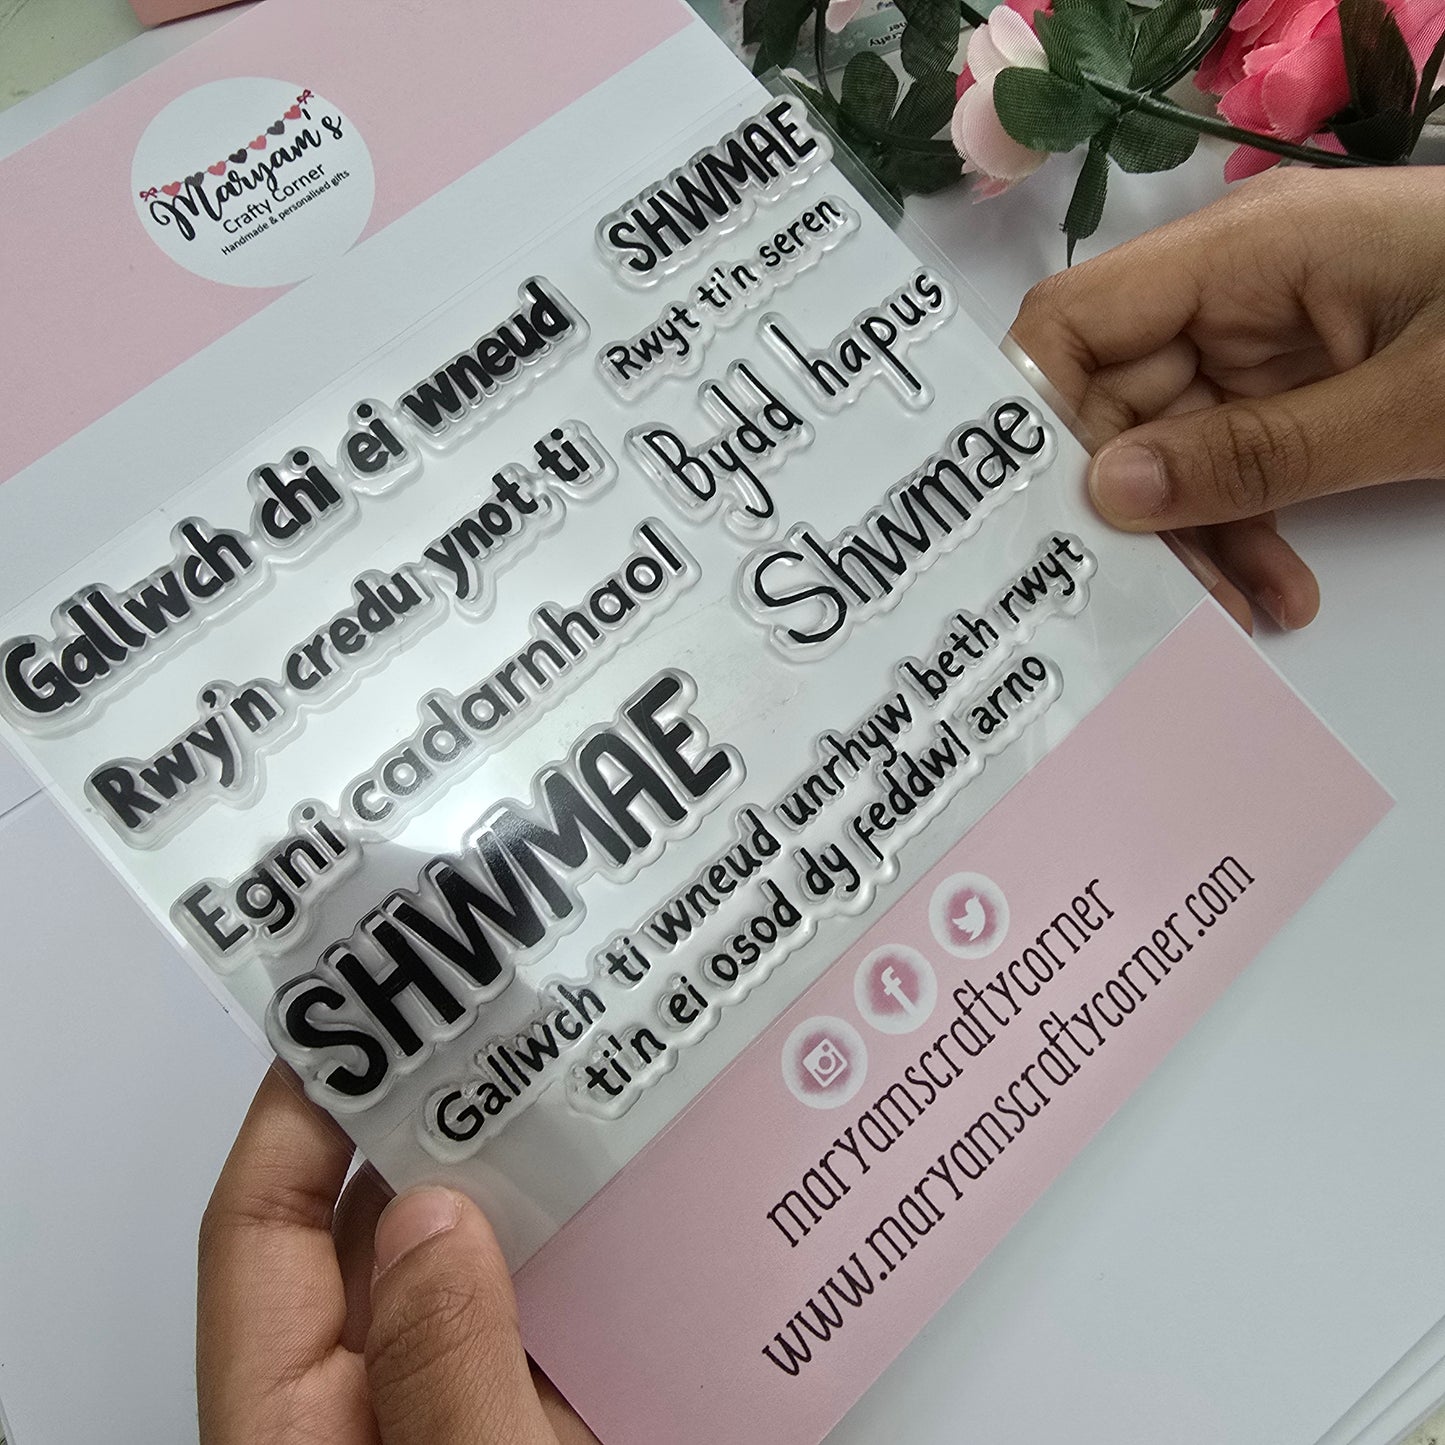 Maryam's
Crafty Corner
Handmade & personalised gifts
Gallwch chi ei wneud
Rwy'n credu ynot, ti
Egni cadarnhaol
SHWMAE
SHWMAE
Rwyt ti'n seren
Bydd hapus
Shwmae
Gallwch ti wneud unrhyw beth rwyt
ti'n ei osod dy feddwl arno
maryamscraftycorner
www.maryamscraftycorner.com